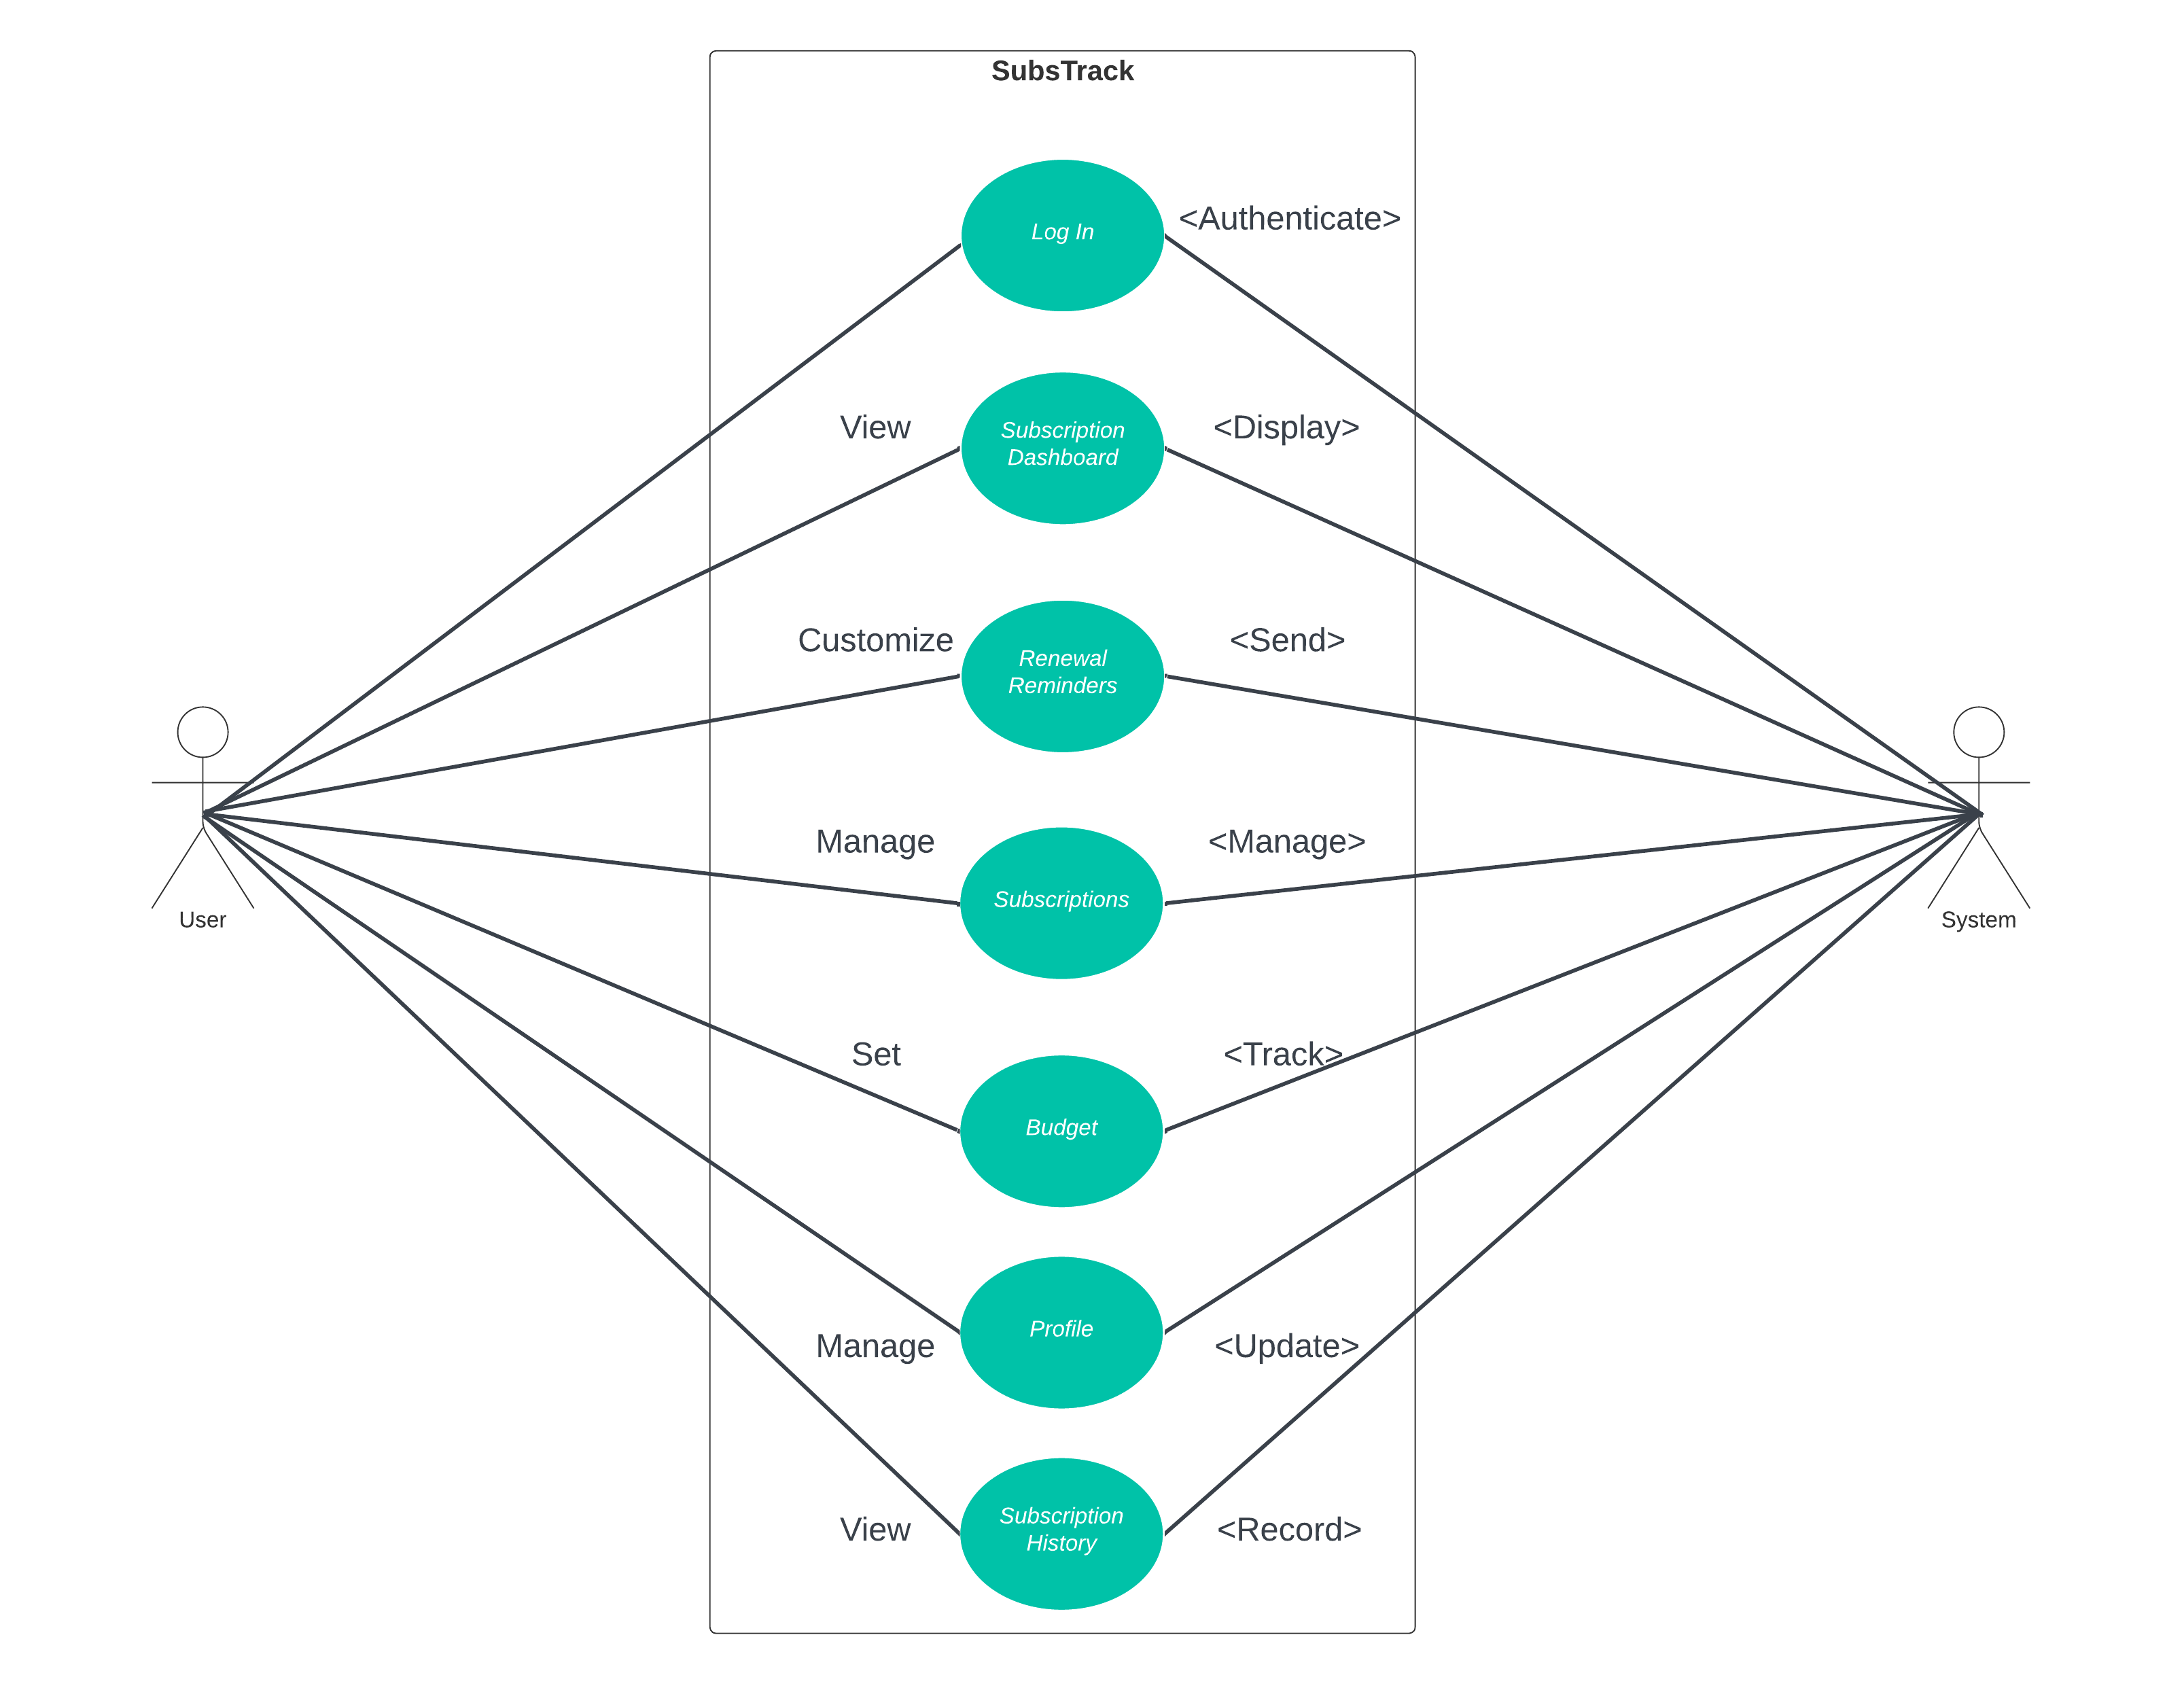 SubsTrack
Log In
<Authenticate>
View
Subscription
Dashboard
<Display>
Customize
Renewal
Reminders
<Send>
Manage
Subscriptions
<Manage>
User
System
Set
Budget
<Track>
Manage
Profile
<Update>
View
Subscription
History
<Record>